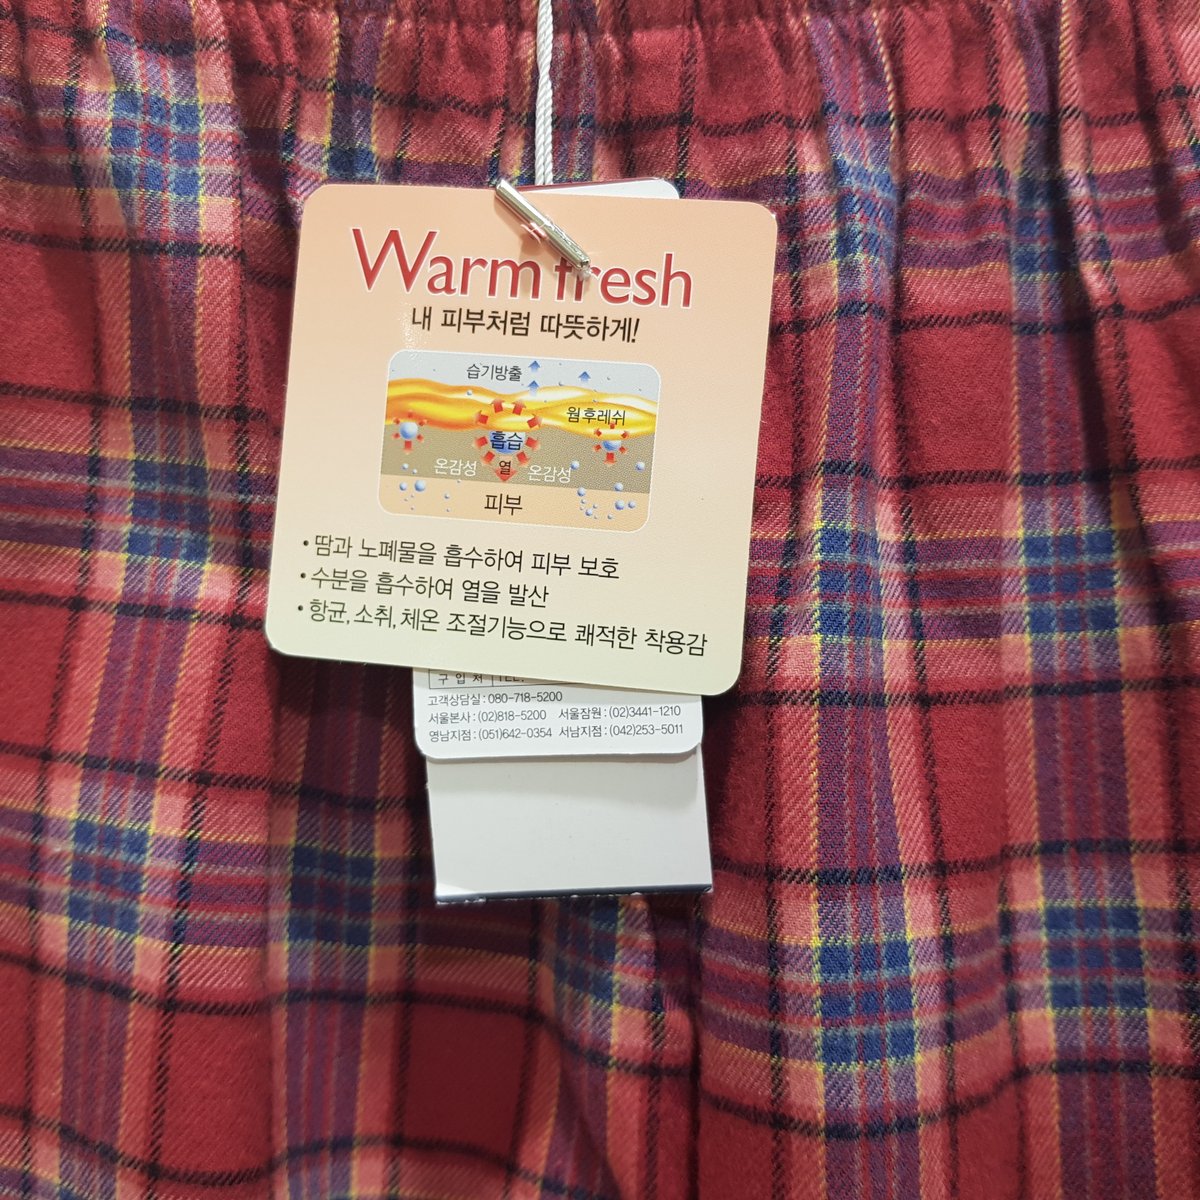 Warm fresh
내 피부처럼 따뜻하게!
습기방출
웜후레쉬
흡습
온감성 열 온감성
피부
• 땀과 노폐물을 흡수하여 피부 보호
• 수분을 흡수하여 열을 발산
• 항균, 소취, 체온 조절기능으로 쾌적한 착용감
구입처 TEL.
고객상담실 : 080-718-5200
서울본사 : (02)818-5200 서울잠원 : (02)3441-1210
영남지점 : (051)642-0354 서남지점 : (042)253-5011